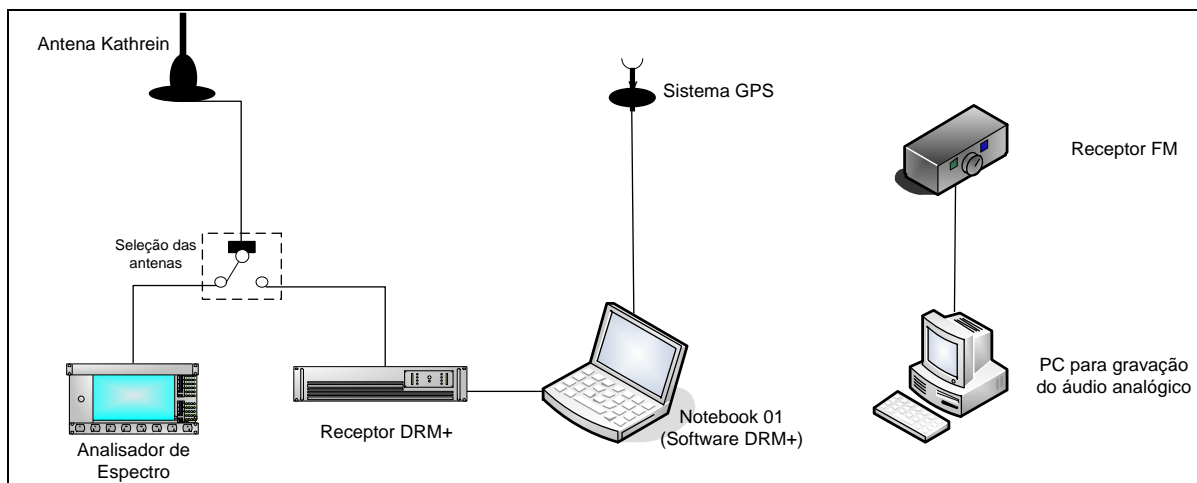 Antena Kathrein
Sistema GPS
Receptor FM
Seleção das
antenas
Analisador de
Espectro
Receptor DRM+
Notebook 01
(Software DRM+)
PC para gravação
do áudio analógico